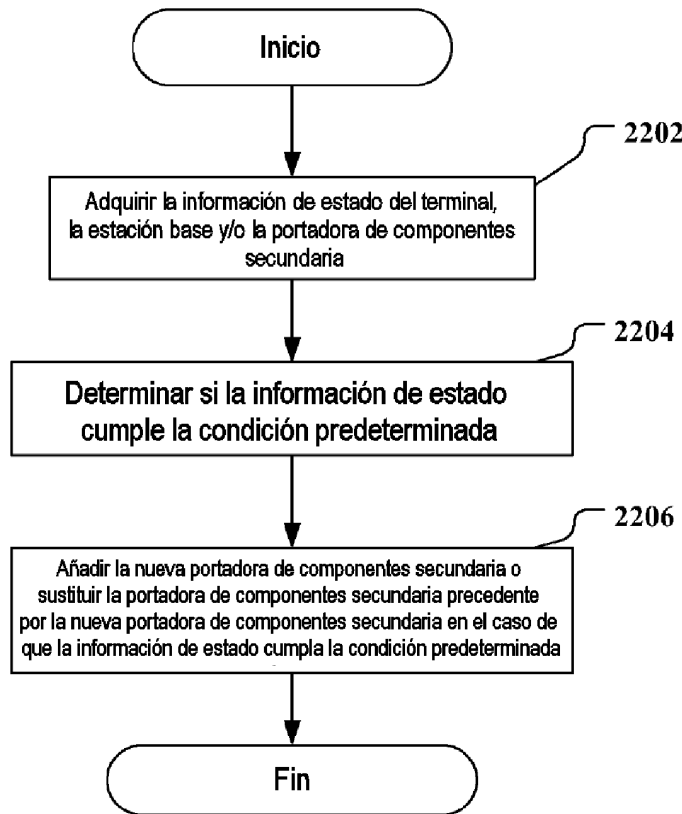 Inicio
2202
Adquirir la información de estado del terminal,
la estación base y/o la portadora de componentes
secundaria
2204
Determinar si la información de estado
cumple la condición predeterminada
2206
Añadir la nueva portadora de componentes secundaria o
sustituir la portadora de componentes secundaria precedente
por la nueva portadora de componentes secundaria en el caso de
que la información de estado cumpla la condición predeterminada
Fin